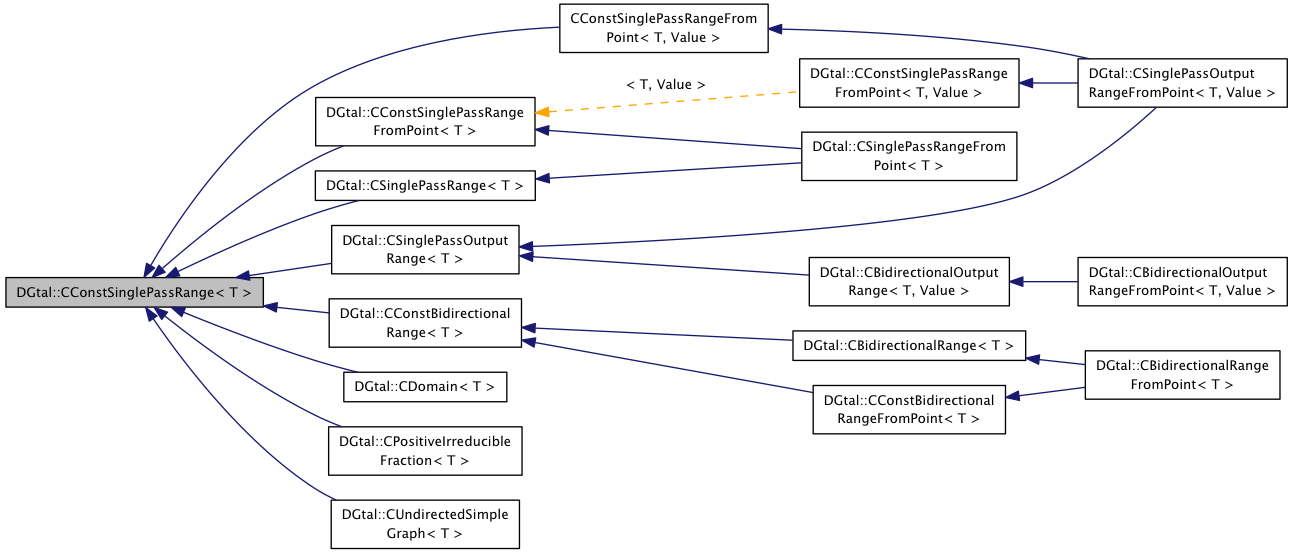 CConstSinglePassRangeFrom
Point< T, Value >
DGtal::CConstSinglePassRange
FromPoint< T, Value >
DGtal::CSinglePassOutput
RangeFromPoint< T, Value >
< T, Value >
DGtal::CConstSinglePassRange
FromPoint< T >
DGtal::CSinglePassRangeFrom
Point< T >
DGtal::CSinglePassRange< T >
DGtal::CSinglePassOutput
Range< T >
DGtal::CBidirectionalOutput
Range< T, Value >
DGtal::CBidirectionalOutput
RangeFromPoint< T, Value >
DGtal::CConstSinglePassRange< T >
DGtal::CConstBidirectional
Range< T >
DGtal::CBidirectionalRange< T >
DGtal::CBidirectionalRange
FromPoint< T >
DGtal::CDomain< T >
DGtal::CConstBidirectional
RangeFromPoint< T >
DGtal::CPositiveIrreducible
Fraction< T >
DGtal::CUndirectedSimple
Graph< T >